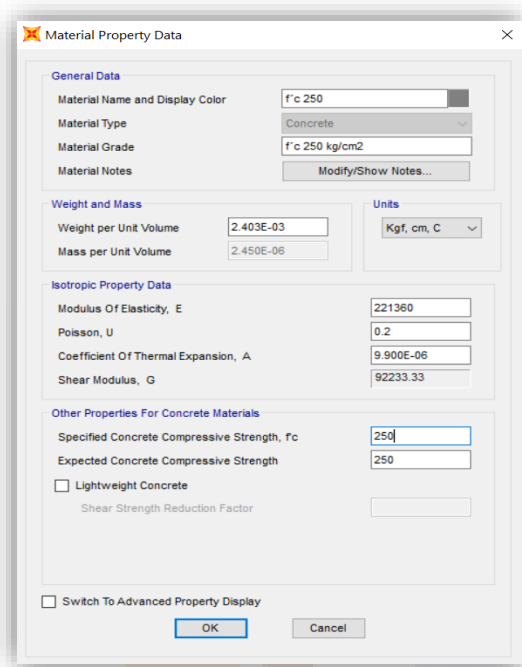 Material Property Data
General Data
Material Name and Display Color f´c 250
Material Type Concrete
Material Grade f´c 250 kg/cm2
Material Notes Modify/Show Notes...
Weight and Mass Units
Weight per Unit Volume 2.403E-03 Kgf, cm, C
Mass per Unit Volume 2.450E-06
Isotropic Property Data
Modulus Of Elasticity, E 221360
Poisson, U 0.2
Coefficient Of Thermal Expansion, A 9.900E-06
Shear Modulus, G 92233.33
Other Properties For Concrete Materials
Specified Concrete Compressive Strength, f'c 250
Expected Concrete Compressive Strength 250
Lightweight Concrete
Shear Strength Reduction Factor
Switch To Advanced Property Display
OK Cancel